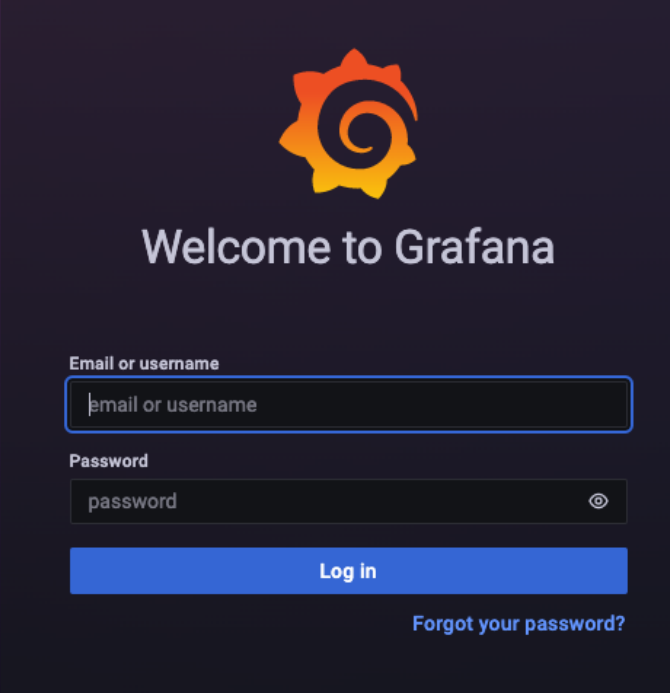 Welcome to Grafana
Email or username
email or username
Password
password
Log in
Forgot your password?